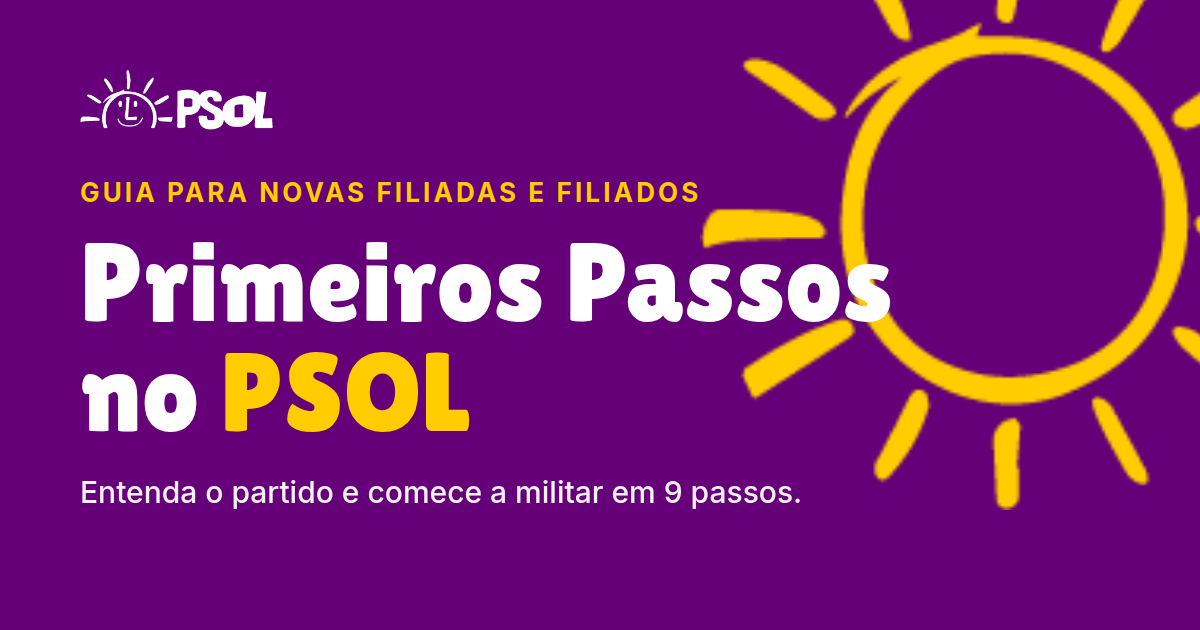 PSOL
GUIA PARA NOVAS FILIADAS E FILIADOS
Primeiros Passos
no PSOL
Entenda o partido e comece a militar em 9 passos.